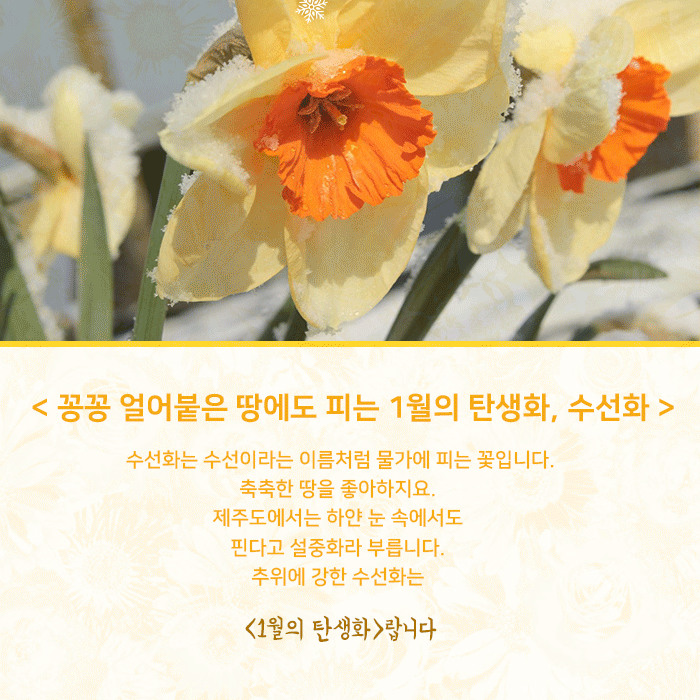 < 꽁꽁 얼어붙은 땅에도 피는 1월의 탄생화, 수선화 >
수선화는 수선이라는 이름처럼 물가에 피는 꽃입니다.
축축한 땅을 좋아하지요.
제주도에서는 하얀 눈 속에서도
핀다고 설중화라 부릅니다.
추위에 강한 수선화는
<1월의 탄생화>랍니다